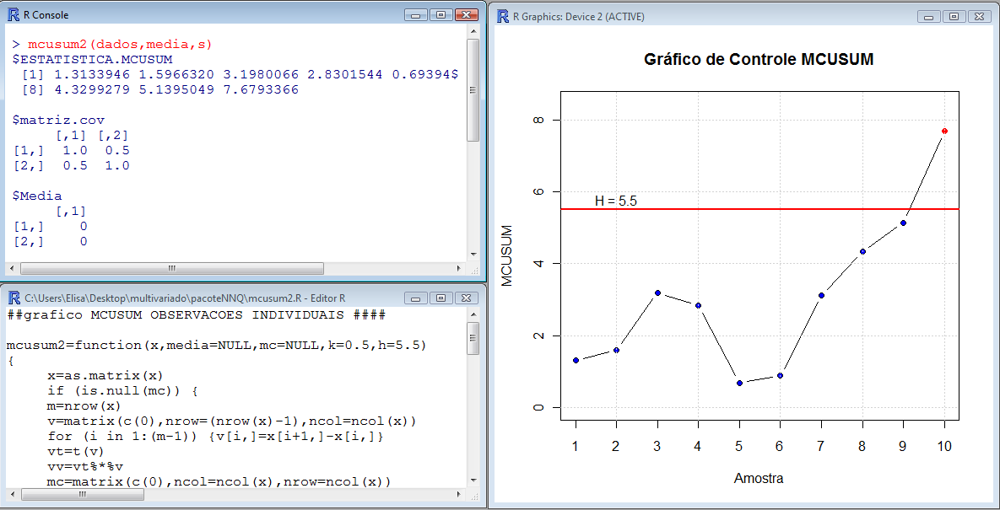 R Console
> mcusum2(dados,media,s)
$ESTATISTICA.MCUSUM
[1] 1.3133946 1.5966320 3.1980066 2.8301544 0.69394$
[8] 4.3299279 5.1395049 7.6793366
$matriz.cov
[,1] [,2]
[1,] 1.0 0.5
[2,] 0.5 1.0
$Media
[,1]
[1,] 0
[2,] 0
C:\Users\Elisa\Desktop\multivariado\pacoteNNQ\mcusum2.R - Editor R
##grafico MCUSUM OBSERVACOES INDIVIDUAIS ####
mcusum2=function(x,media=NULL,mc=NULL,k=0.5,h=5.5)
{
x=as.matrix(x)
if (is.null(mc)) {
m=nrow(x)
v=matrix(c(0),nrow=(nrow(x)-1),ncol=ncol(x))
for (i in 1:(m-1)) {v[i,]=x[i+1,]-x[i,]}
vt=t(v)
vv=vt%*%v
mc=matrix(c(0),ncol=ncol(x),nrow=ncol(x))
R Graphics: Device 2 (ACTIVE)
Gráfico de Controle MCUSUM
MCUSUM
8
6
4
2
0
H = 5.5
1 2 3 4 5 6 7 8 9 10
Amostra